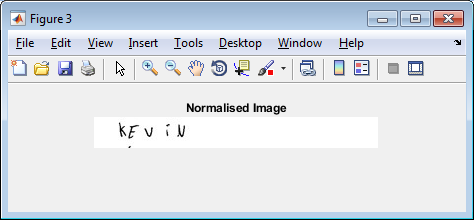 Figure 3
File Edit View Insert Tools Desktop Window Help
Normalised Image
KEViN